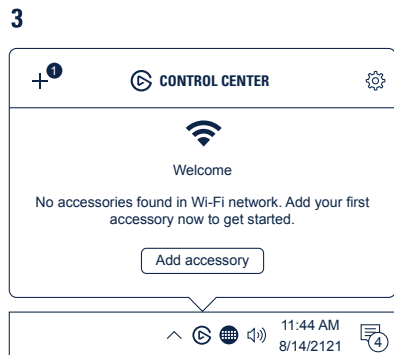 3
1
CONTROL CENTER
Welcome
No accessories found in Wi-Fi network. Add your first
accessory now to get started.
Add accessory
11:44 AM
8/14/2121
4